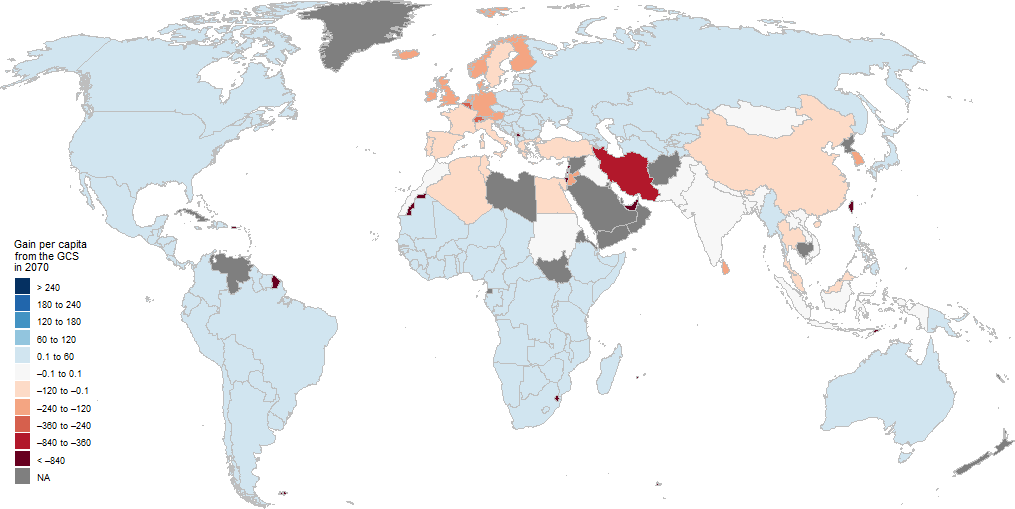 Gain per capita
from the GCS
in 2070
> 240
180 to 240
120 to 180
60 to 120
0.1 to 60
–0.1 to 0.1
–120 to –0.1
–240 to –120
–360 to –240
–840 to –360
< –840
NA